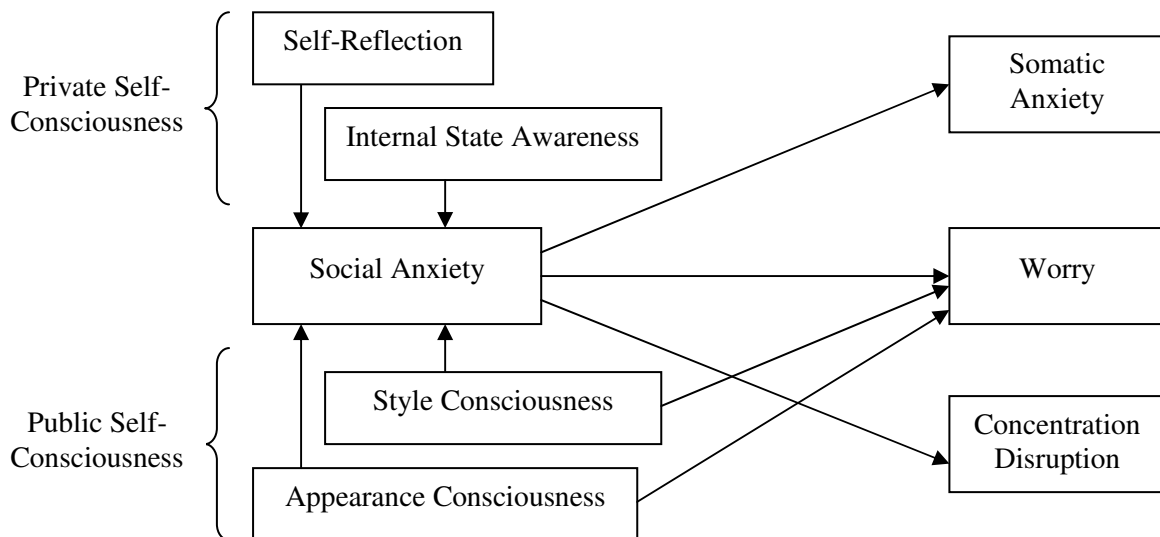 Self-Reflection
Private Self-
Consciousness
Internal State Awareness
Social Anxiety
Style Consciousness
Public Self-
Consciousness
Appearance Consciousness
Somatic
Anxiety
Worry
Concentration
Disruption